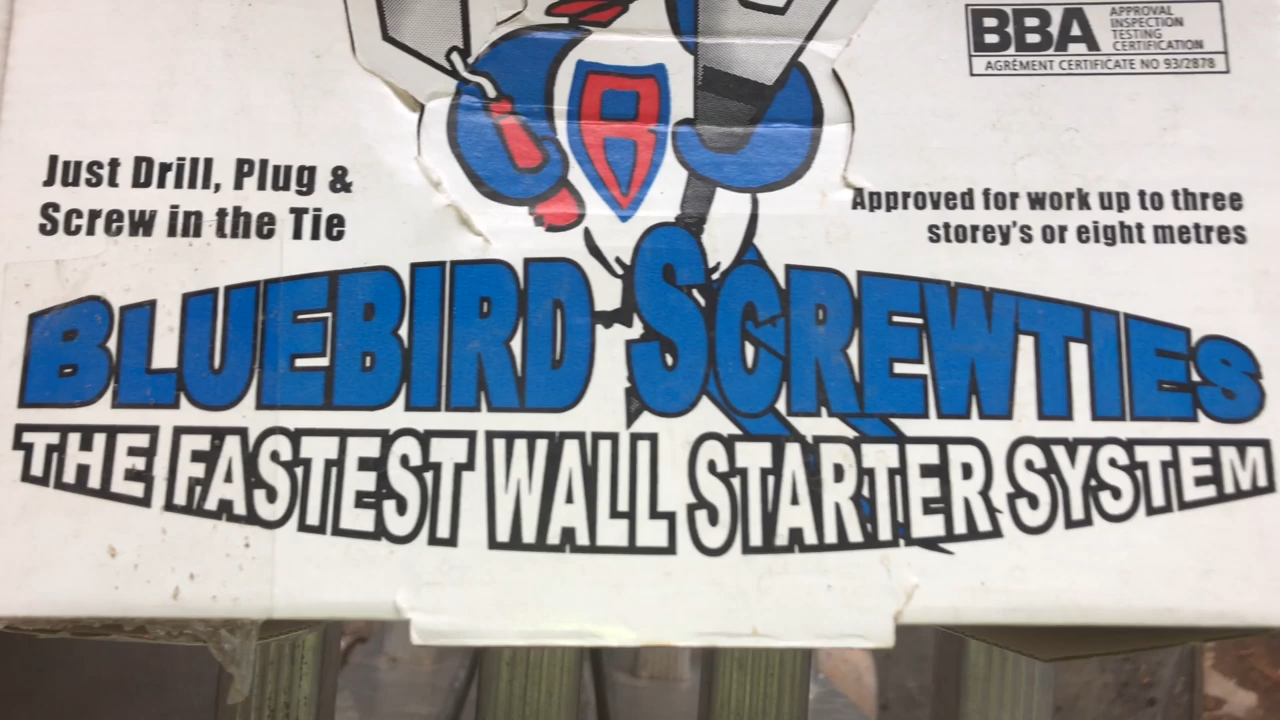 BBA
APPROVAL
INSPECTION
TESTING
CERTIFICATION
AGRÉMENT CERTIFICATE NO 93/2878
Just Drill, Plug &
Screw in the Tie
Approved for work up to three
storey's or eight metres
BLUEBIRD SCREWTIES
THE FASTEST WALL STARTER SYSTEM